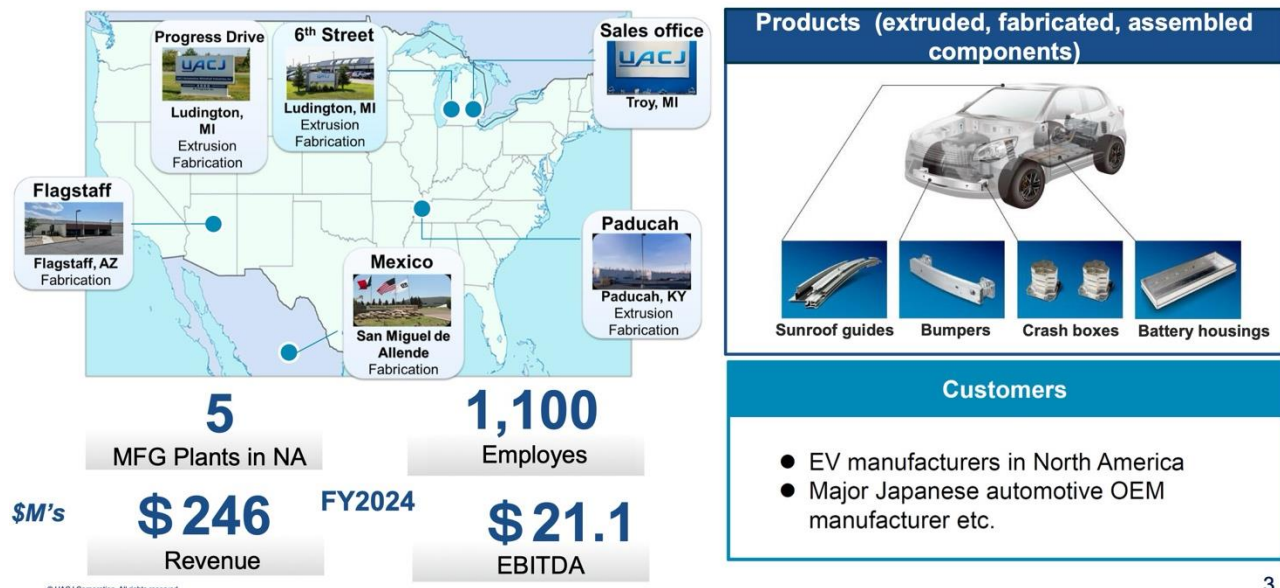 Progress Drive
UACJ
Ludington,
MI
Extrusion
Fabrication
6th Street
Ludington, MI
Extrusion
Fabrication
Sales office
UACJ
Troy, MI
Flagstaff
Flagstaff, AZ
Fabrication
Mexico
San Miguel de
Allende
Fabrication
Paducah
Paducah, KY
Extrusion
Fabrication
5
MFG Plants in NA
1,100
Employes
$M's
$ 246
Revenue
FY2024
$ 21.1
EBITDA
Products (extruded, fabricated, assembled
components)
Sunroof guides
Bumpers
Crash boxes
Battery housings
Customers
● EV manufacturers in North America
● Major Japanese automotive OEM
manufacturer etc.
3